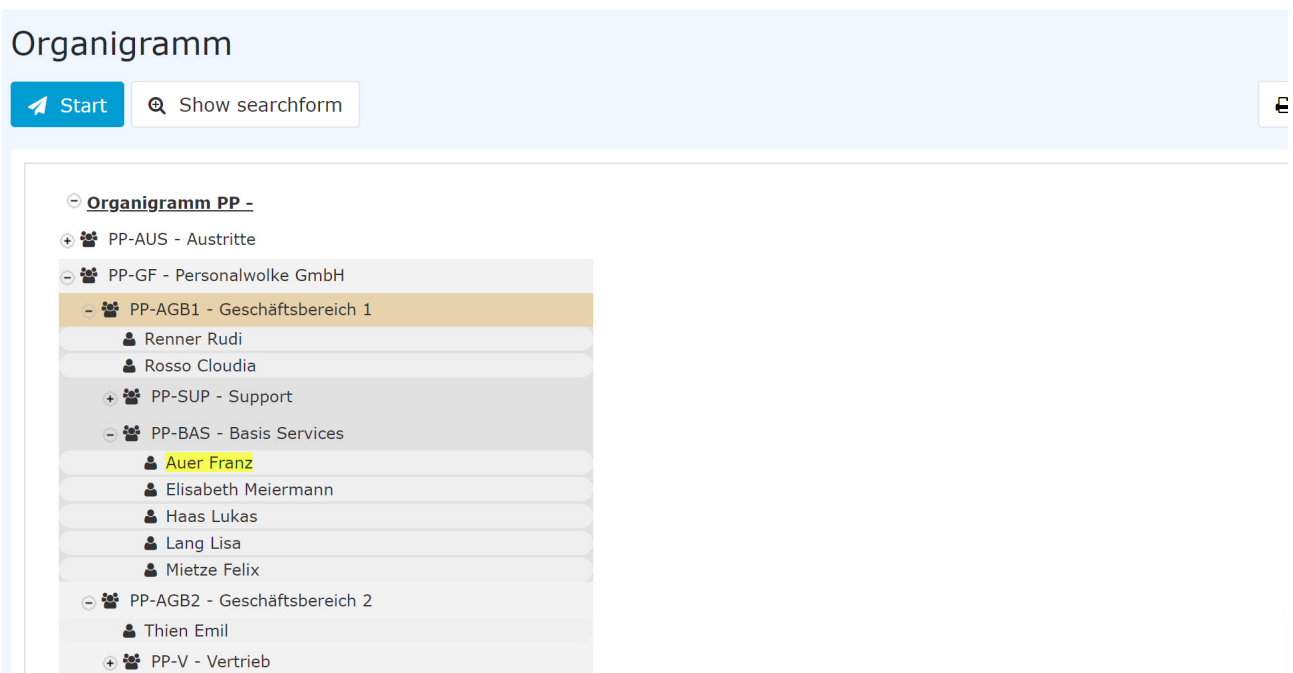 Organigramm
Start Show searchform
Organigramm PP -
PP-AUS - Austritte
PP-GF - Personalwolke GmbH
PP-AGB1 - Geschäftsbereich 1
Renner Rudi
Rosso Cloudia
PP-SUP - Support
PP-BAS - Basis Services
Auer Franz
Elisabeth Meiermann
Haas Lukas
Lang Lisa
Mietze Felix
PP-AGB2 - Geschäftsbereich 2
Thien Emil
PP-V - Vertrieb